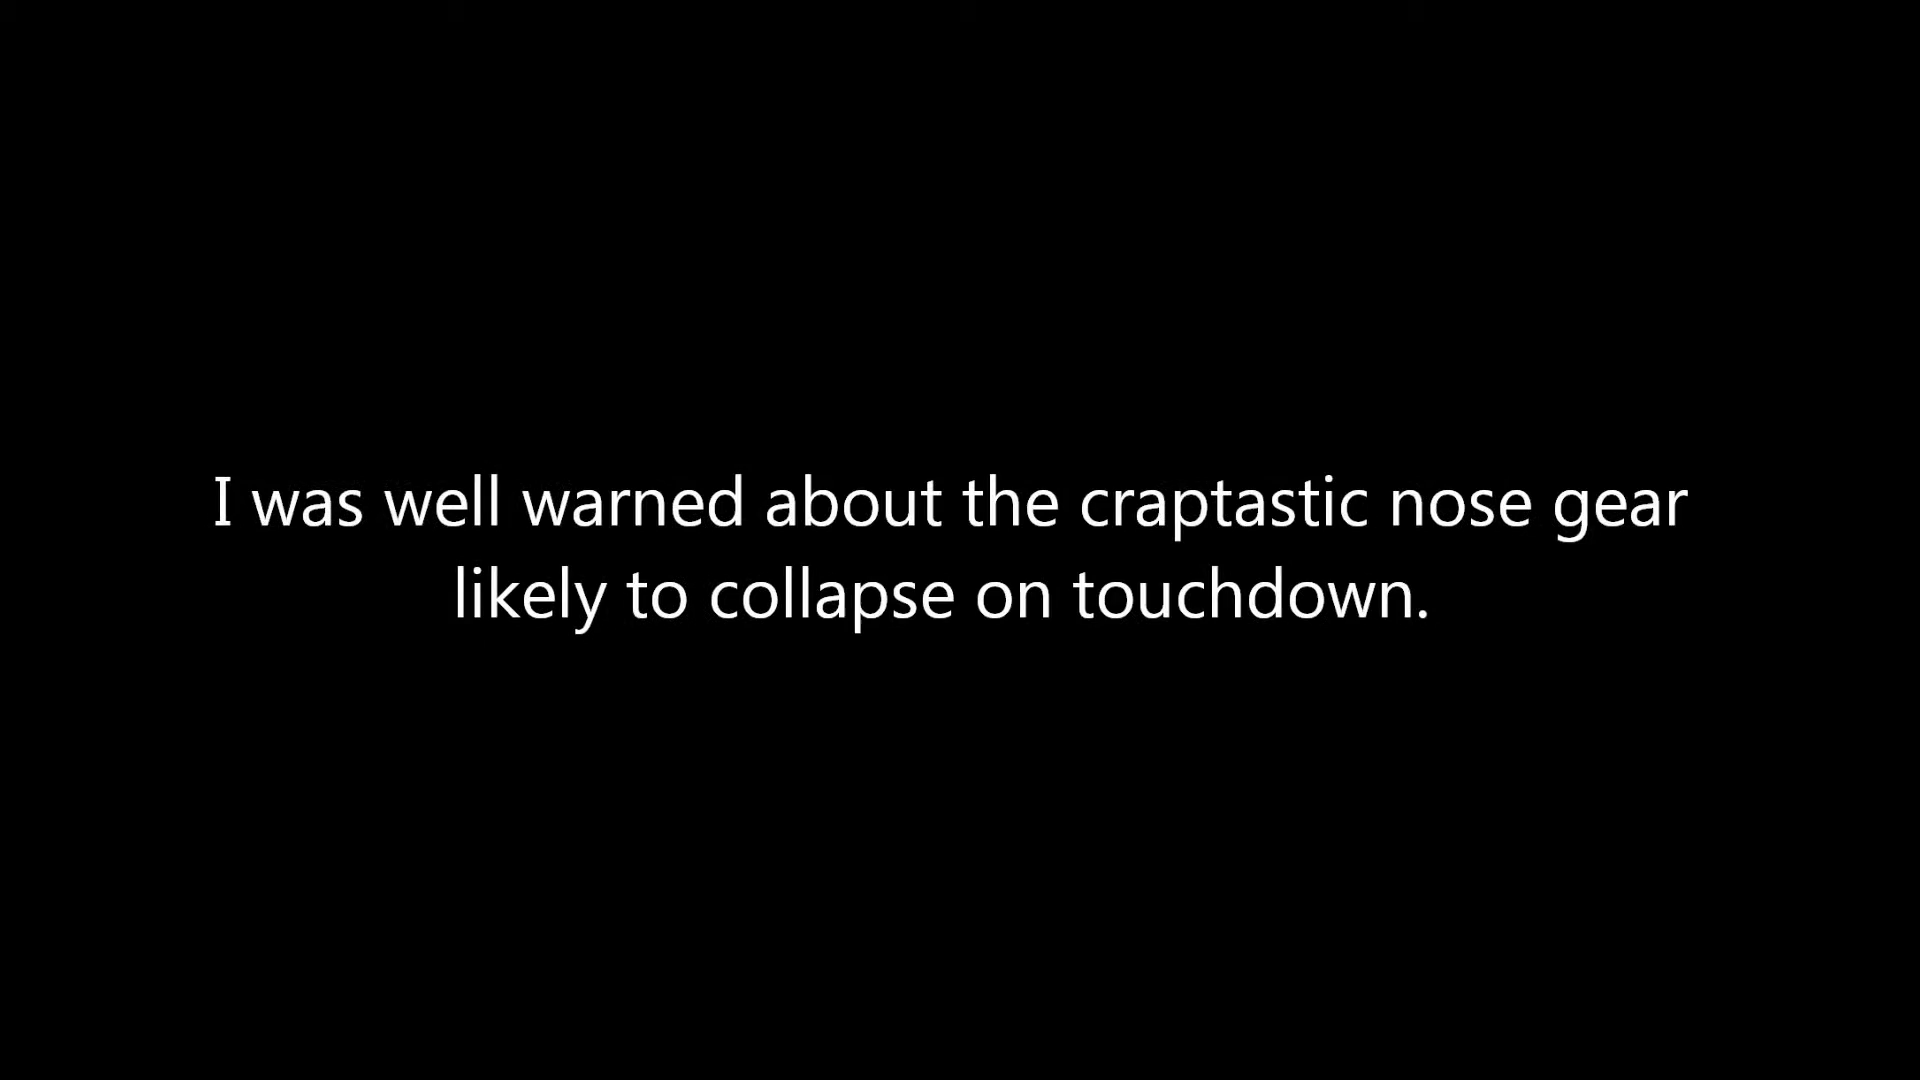 I was well warned about the craptastic nose gear
likely to collapse on touchdown.